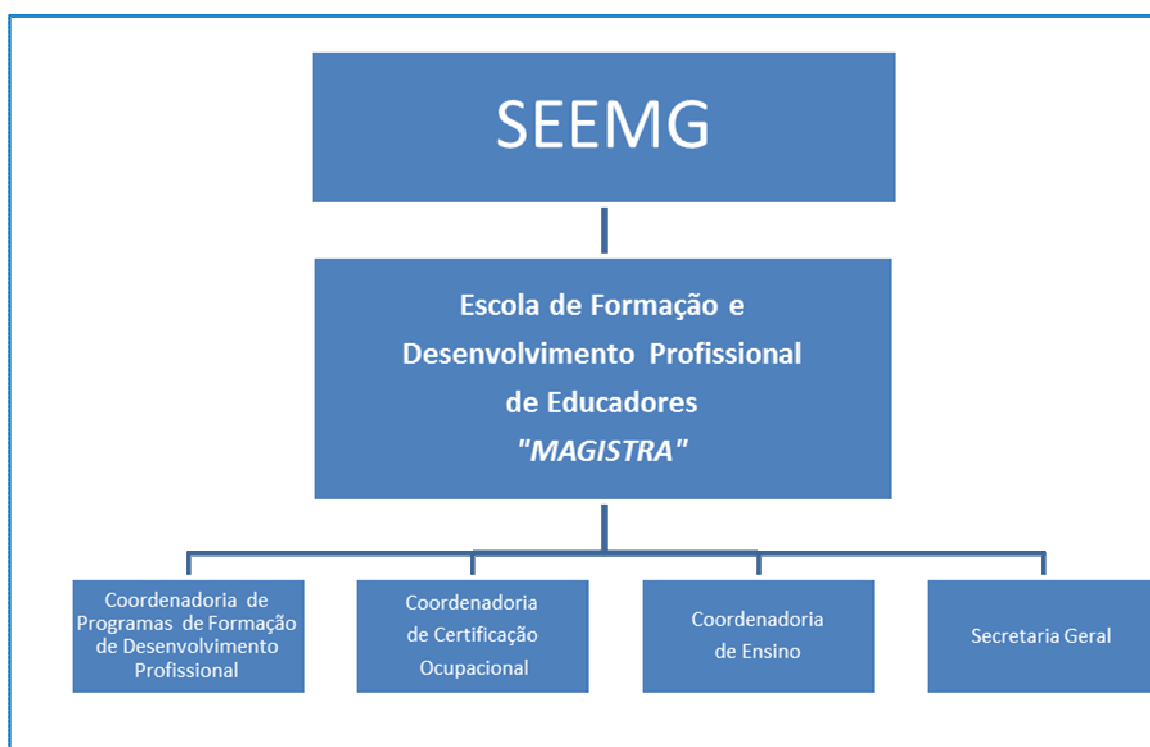 SEEMG
Escola de Formação e
Desenvolvimento Profissional
de Educadores
"MAGISTRA"
Coordenadoria de
Programas de Formação
de Desenvolvimento
Profissional
Coordenadoria
de Certificação
Ocupacional
Coordenadoria
de Ensino
Secretaria Geral